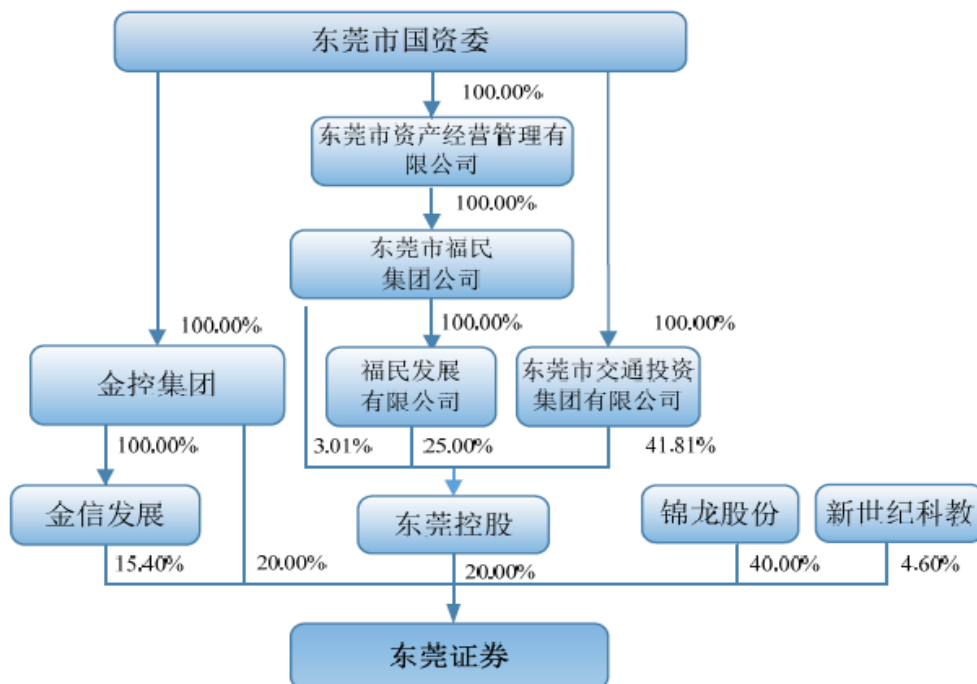 东莞市国资委
100.00%
东莞市资产经营管理有
限公司
100.00%
东莞市福民
集团公司
100.00%
100.00%
100.00%
金控集团
福民发展
有限公司
东莞市交通投资
集团有限公司
100.00%
3.01%
25.00%
41.81%
金信发展
东莞控股
锦龙股份
新世纪科教
15.40%
20.00%
20.00%
40.00%
4.60%
东莞证券